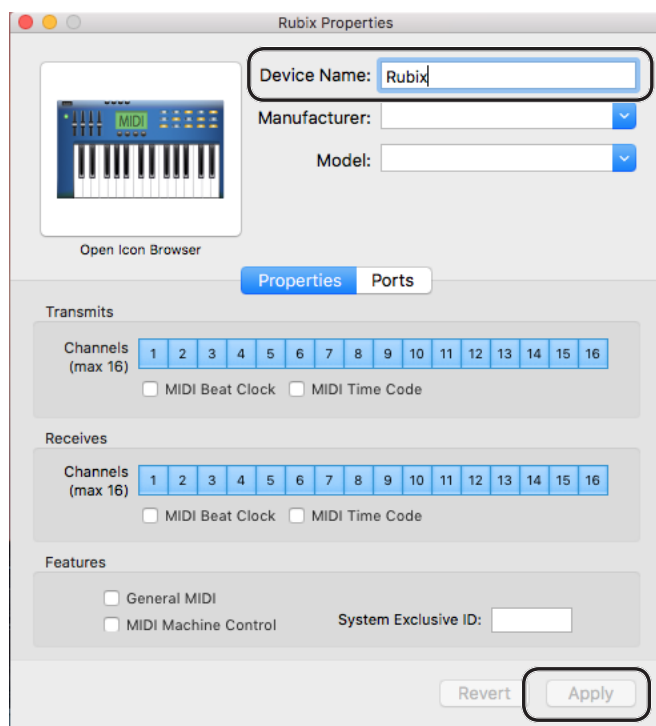 Rubix Properties
Device Name: Rubix
MIDI
Manufacturer:
Model:
Open Icon Browser
Properties Ports
Transmits
Channels 1 2 3 4 5 6 7 8 9 10 11 12 13 14 15 16
(max 16)
MIDI Beat Clock MIDI Time Code
Receives
Channels 1 2 3 4 5 6 7 8 9 10 11 12 13 14 15 16
(max 16)
MIDI Beat Clock MIDI Time Code
Features
General MIDI
MIDI Machine Control System Exclusive ID:
Revert Apply